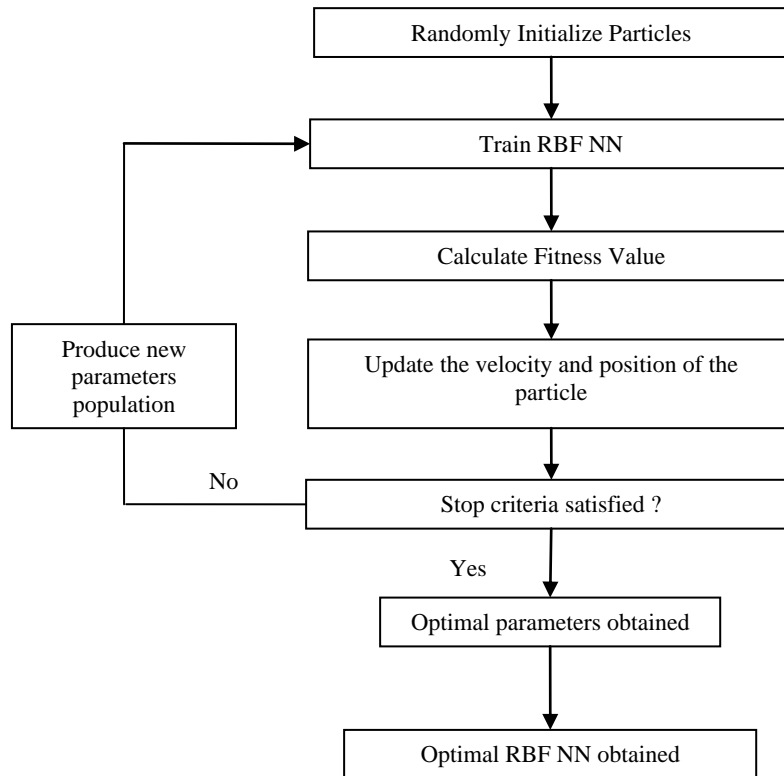 Randomly Initialize Particles
Train RBF NN
Calculate Fitness Value
Produce new
parameters
population
Update the velocity and position of the
particle
No
Stop criteria satisfied ?
Yes
Optimal parameters obtained
Optimal RBF NN obtained